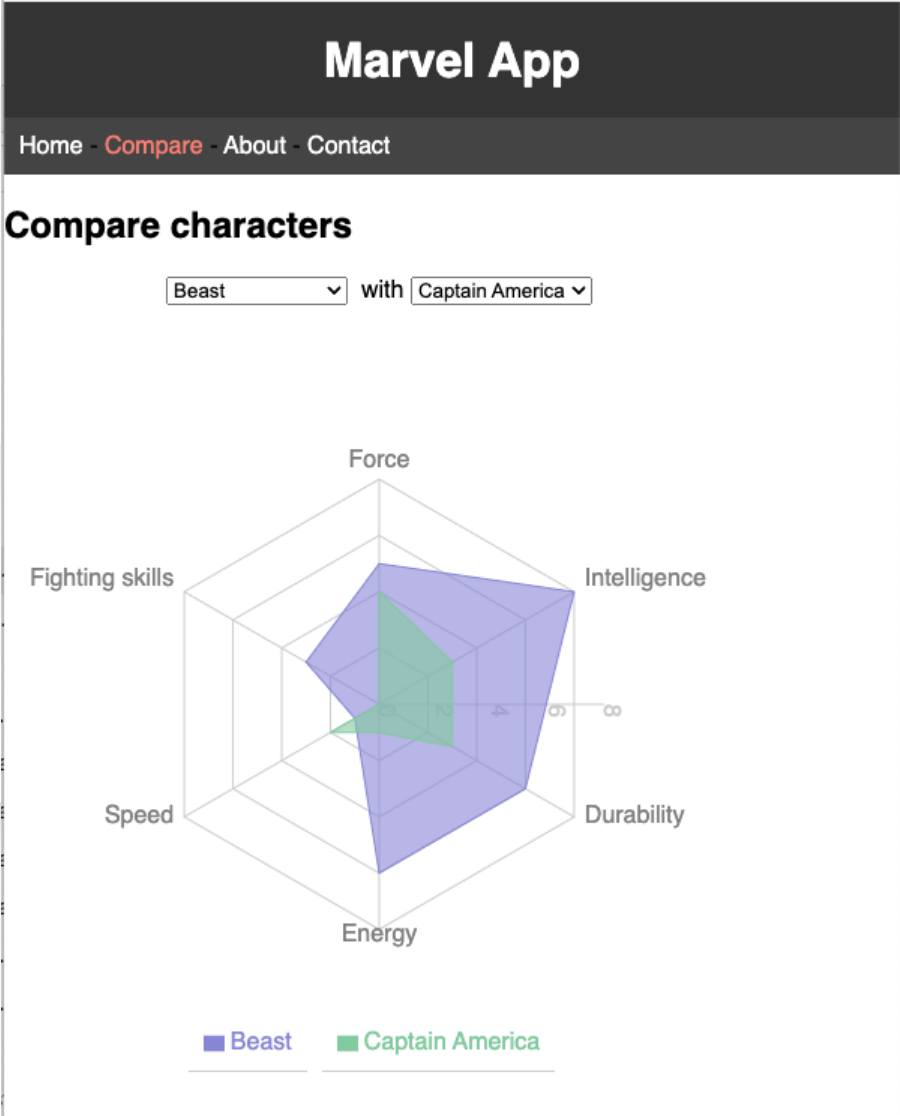 Marvel App
Home - Compare - About - Contact
Compare characters
Beast with Captain America
Force
Fighting skills
Intelligence
0 2 4 6 8
Speed
Durability
Energy
Beast
Captain America